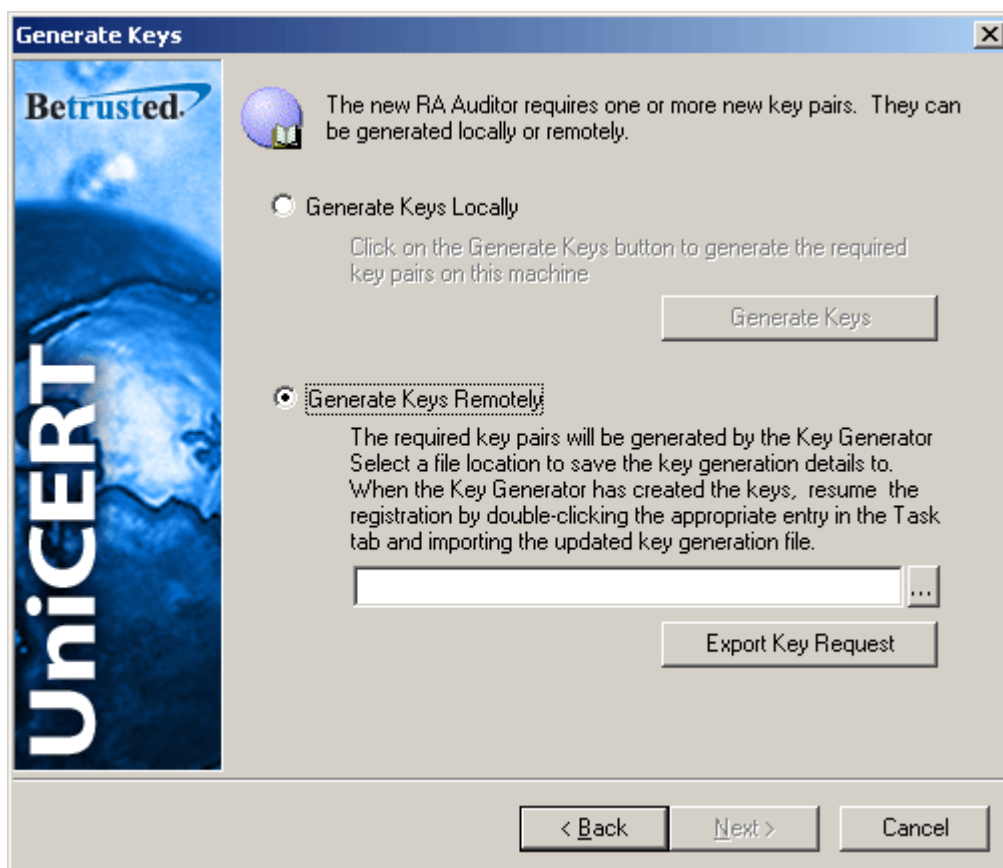 Generate Keys
Betrusted.
UniCERT
The new RA Auditor requires one or more new key pairs.  They can
be generated locally or remotely.
Generate Keys Locally
Click on the Generate Keys button to generate the required
key pairs on this machine
Generate Keys
Generate Keys Remotely
The required key pairs will be generated by the Key Generator
Select a file location to save the key generation details to.
When the Key Generator has created the keys,  resume  the
registration by double-clicking the appropriate entry in the Task
tab and importing the updated key generation file.
...
Export Key Request
< Back
Next >
Cancel